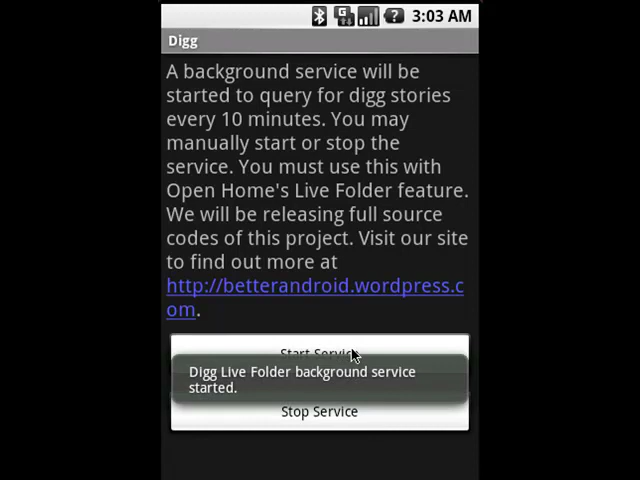 3:03 AM
Digg
A background service will be
started to query for digg stories
every 10 minutes. You may
manually start or stop the
service. You must use this with
Open Home's Live Folder feature.
We will be releasing full source
codes of this project. Visit our site
to find out more at
http://betterandroid.wordpress.c
om.
Start Service
Digg Live Folder background service
started.
Stop Service